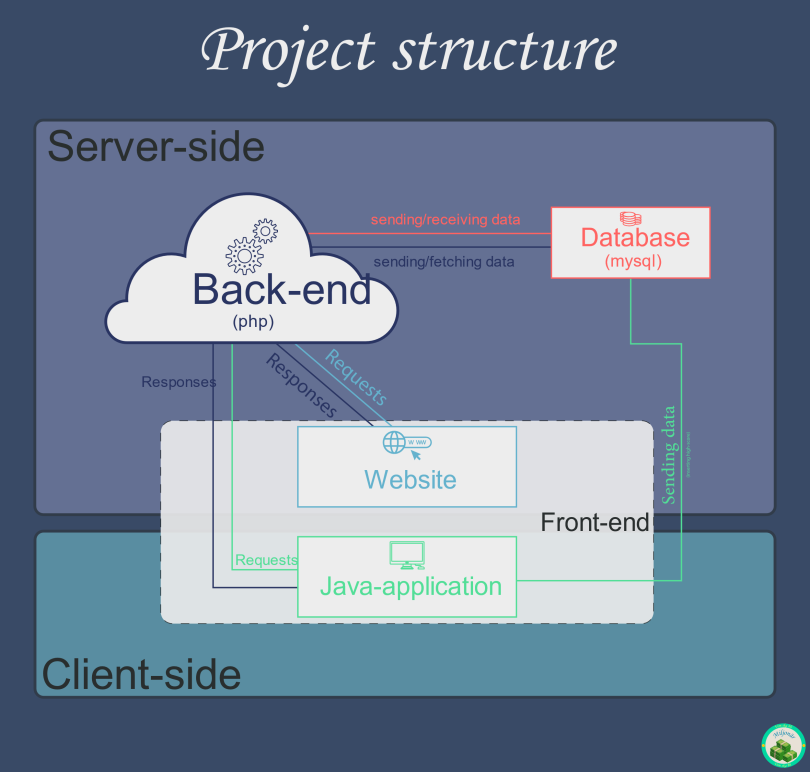 Project structure
Server-side
sending/receiving data
Database
(mysql)
sending/fetching data
Back-end
(php)
Responses
Responses
Requests
Sending data
W WW
Website
Front-end
Requests
Java-application
Client-side